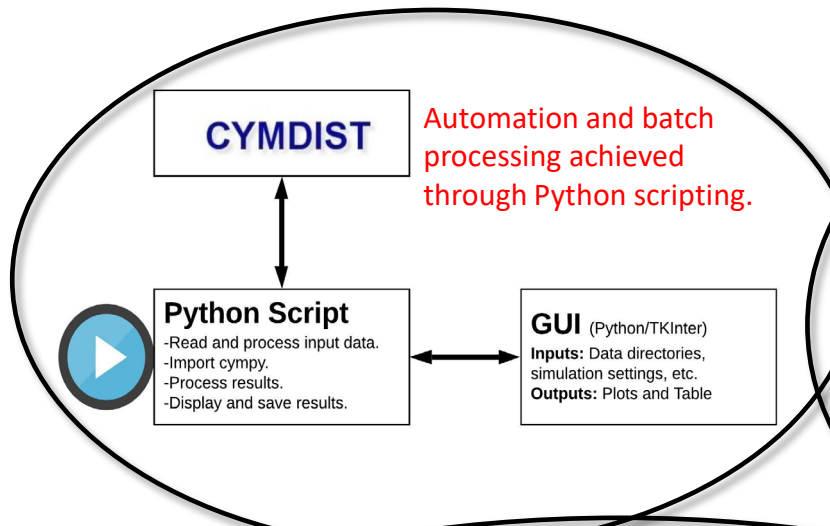 CYMDIST
Automation and batch
processing achieved
through Python scripting.
Python Script
-Read and process input data.
-Import cympy.
-Process results.
-Display and save results.
GUI (Python/TKInter)
Inputs: Data directories,
simulation settings, etc.
Outputs: Plots and Table